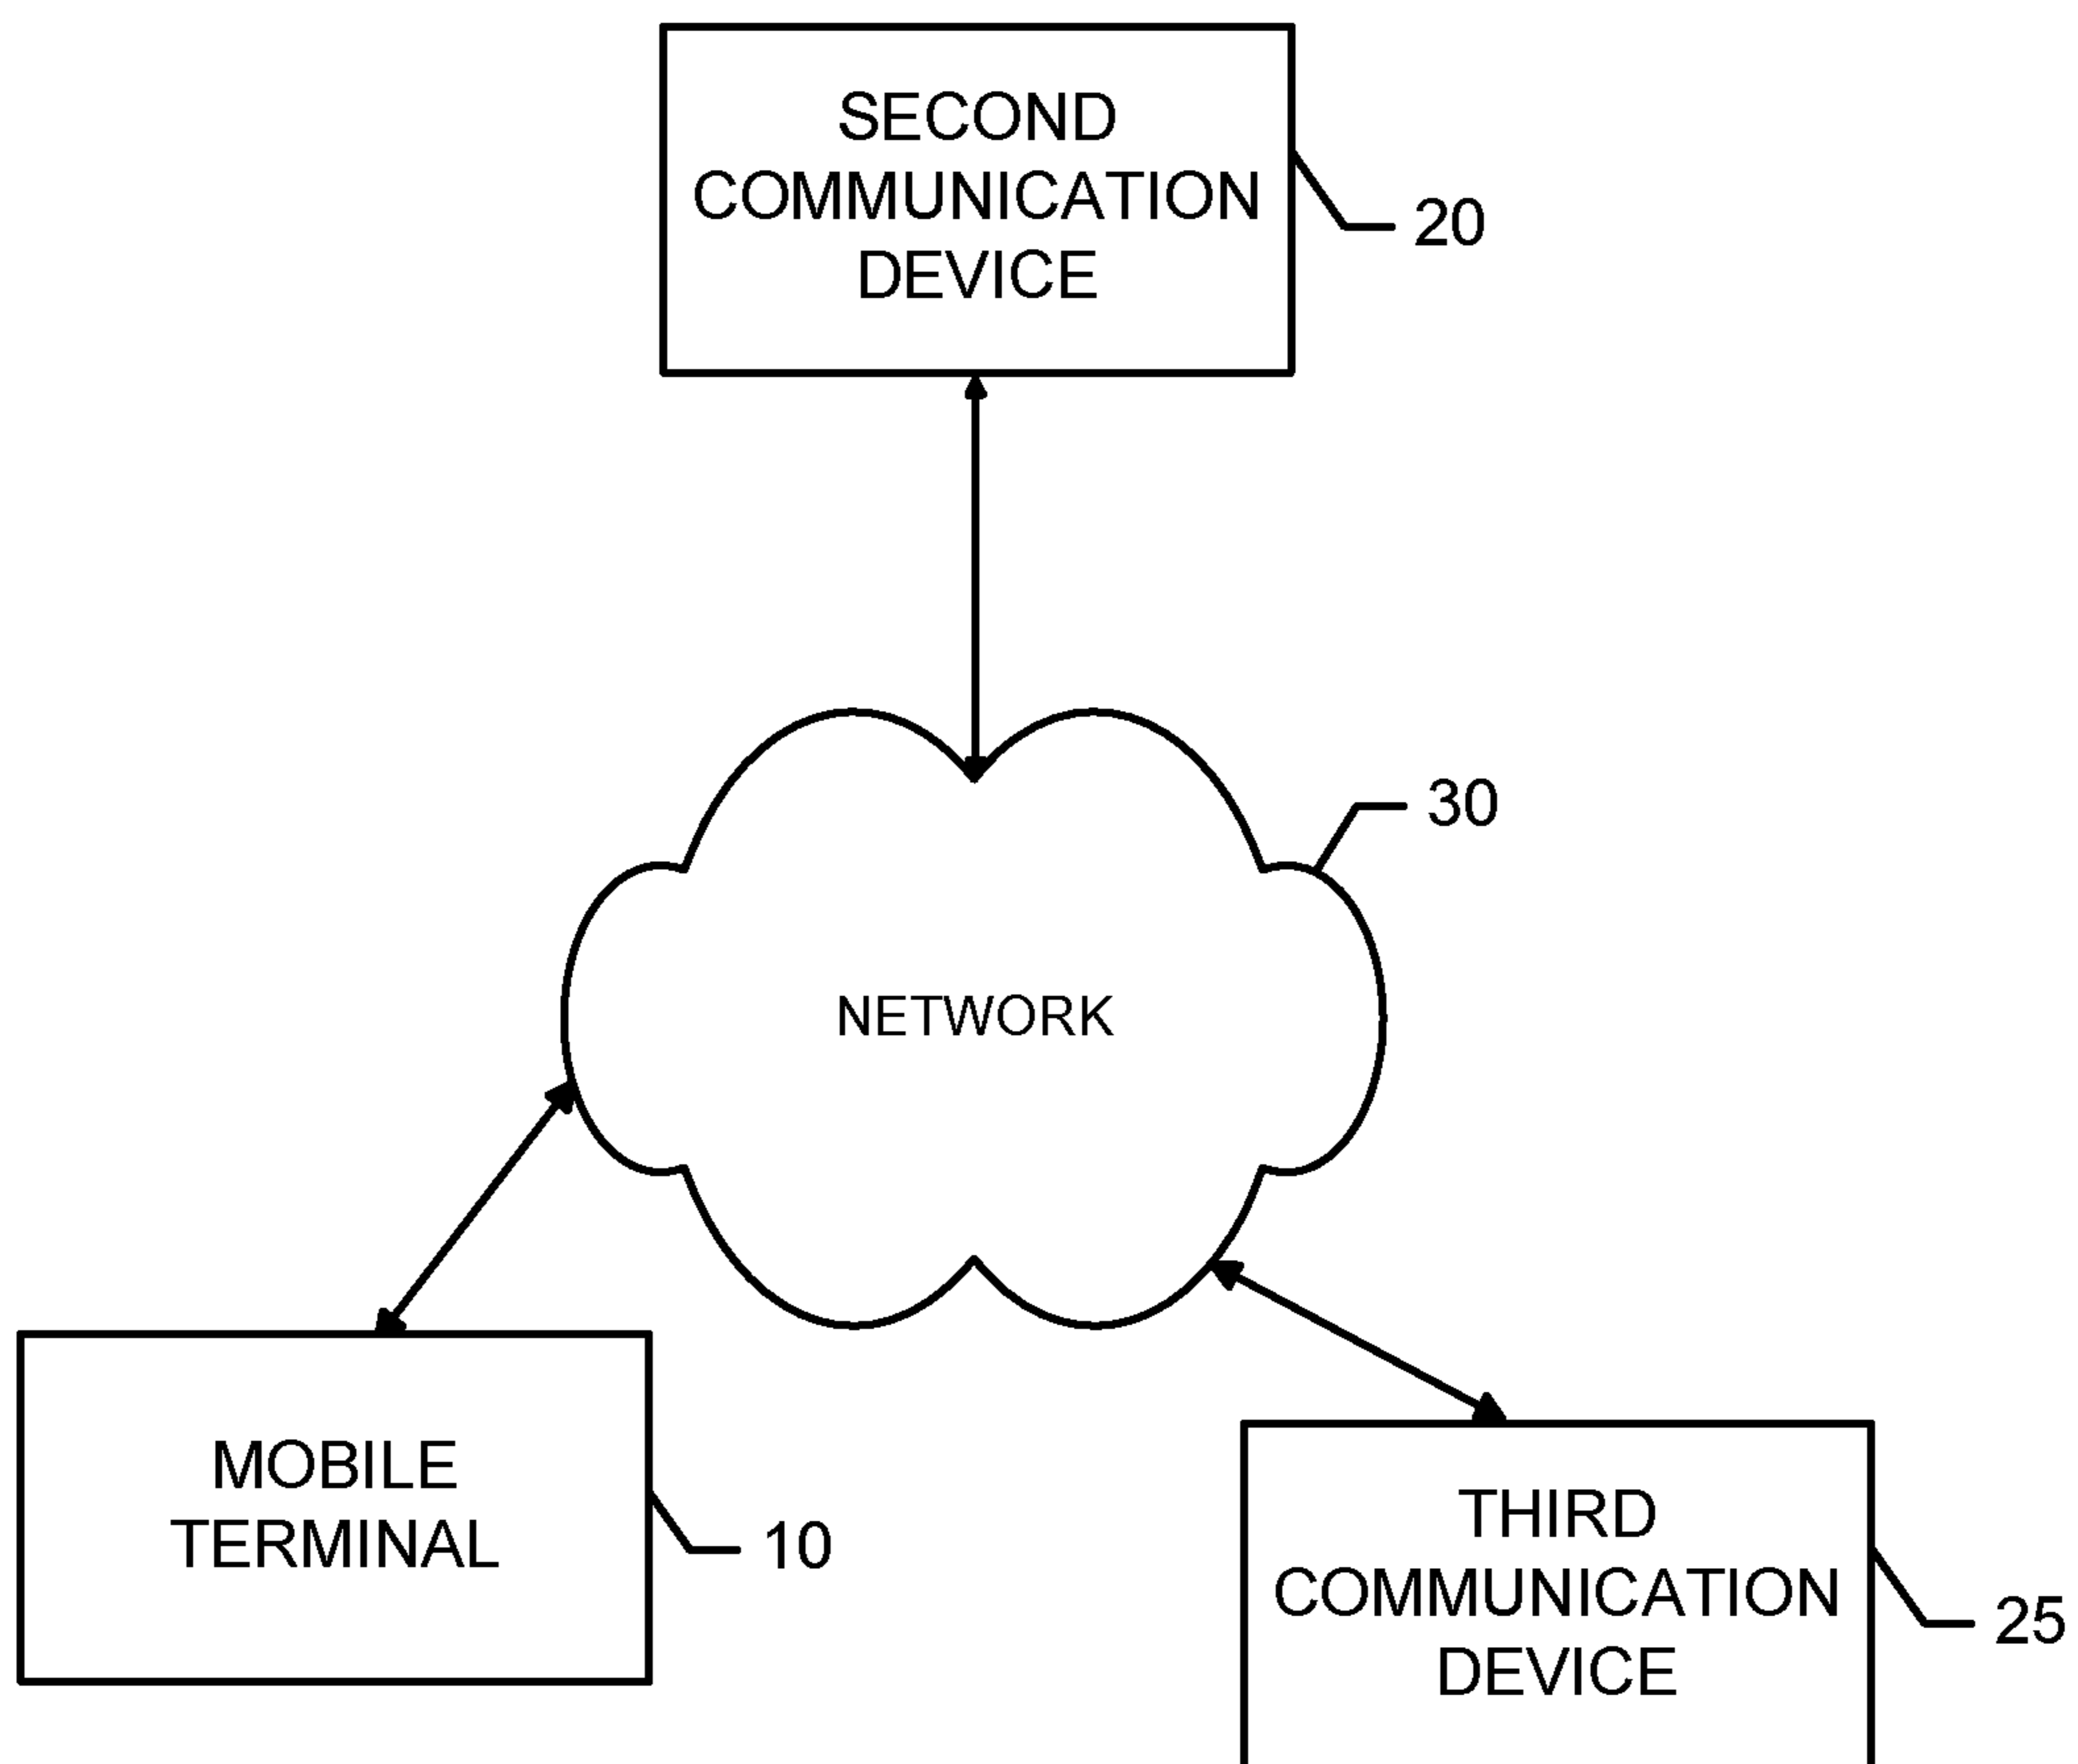 SECOND
COMMUNICATION
DEVICE
20
30
NETWORK
MOBILE
TERMINAL
10
THIRD
COMMUNICATION
DEVICE
25